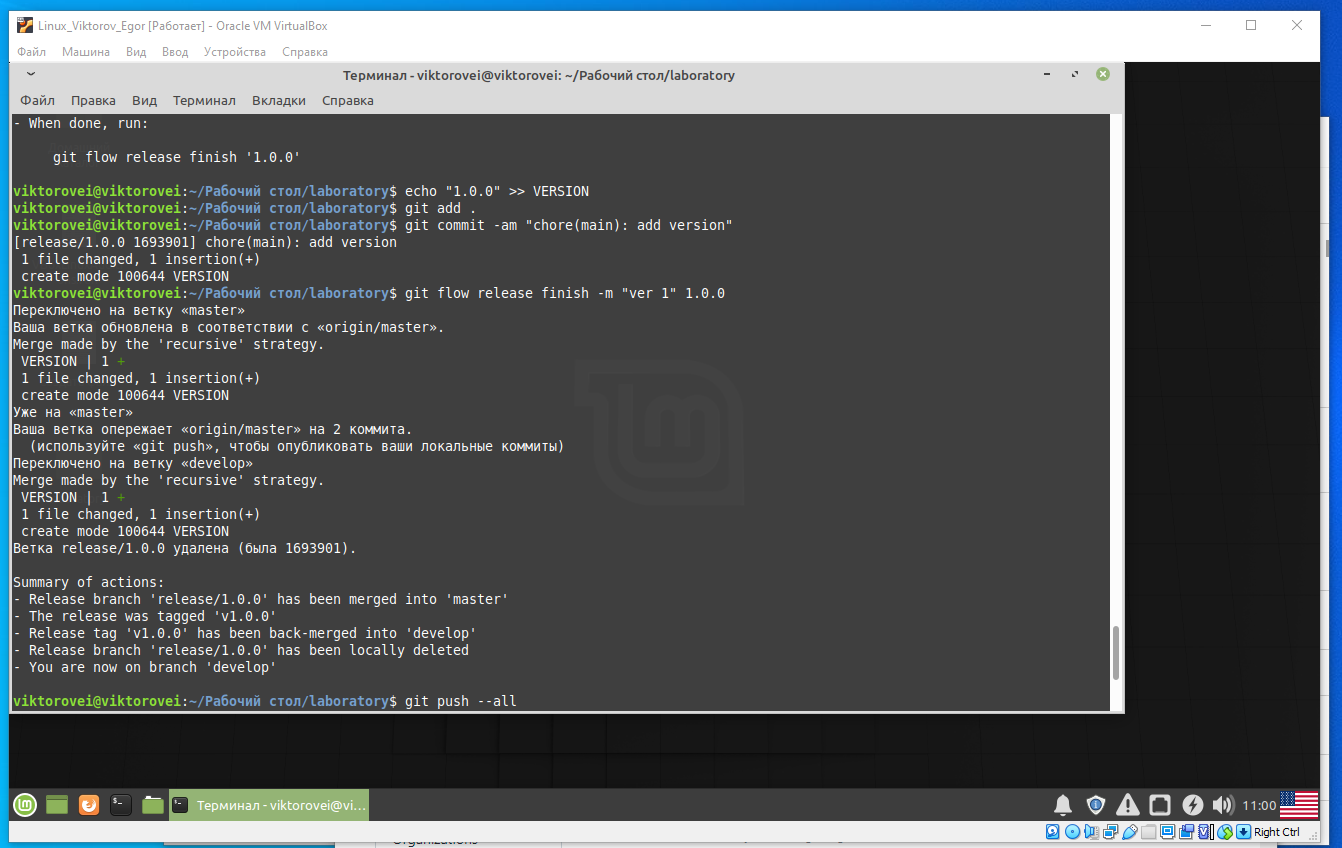 Linux_Viktorov_Egor [Работает] - Oracle VM VirtualBox
Файл Машина Вид Ввод Устройства Справка
Терминал - viktorovei@viktorovei: ~/Рабочий стол/laboratory
Файл Правка Вид Терминал Вкладки Справка
- When done, run:
git flow release finish '1.0.0'
viktorovei@viktorovei:~/Рабочий стол/laboratory$ echo "1.0.0" >> VERSION
viktorovei@viktorovei:~/Рабочий стол/laboratory$ git add .
viktorovei@viktorovei:~/Рабочий стол/laboratory$ git commit -am "chore(main): add version"
[release/1.0.0 1693901] chore(main): add version
1 file changed, 1 insertion(+)
create mode 100644 VERSION
viktorovei@viktorovei:~/Рабочий стол/laboratory$ git flow release finish -m "ver 1" 1.0.0
Переключено на ветку «master»
Ваша ветка обновлена в соответствии с «origin/master».
Merge made by the 'recursive' strategy.
VERSION | 1 +
1 file changed, 1 insertion(+)
create mode 100644 VERSION
Уже на «master»
Ваша ветка опережает «origin/master» на 2 коммита.
(используйте «git push», чтобы опубликовать ваши локальные коммиты)
Переключено на ветку «develop»
Merge made by the 'recursive' strategy.
VERSION | 1 +
1 file changed, 1 insertion(+)
create mode 100644 VERSION
Ветка release/1.0.0 удалена (была 1693901).
Summary of actions:
- Release branch 'release/1.0.0' has been merged into 'master'
- The release was tagged 'v1.0.0'
- Release tag 'v1.0.0' has been back-merged into 'develop'
- Release branch 'release/1.0.0' has been locally deleted
- You are now on branch 'develop'
viktorovei@viktorovei:~/Рабочий стол/laboratory$ git push --all
Терминал - viktorovei@vi...
11:00
Right Ctrl